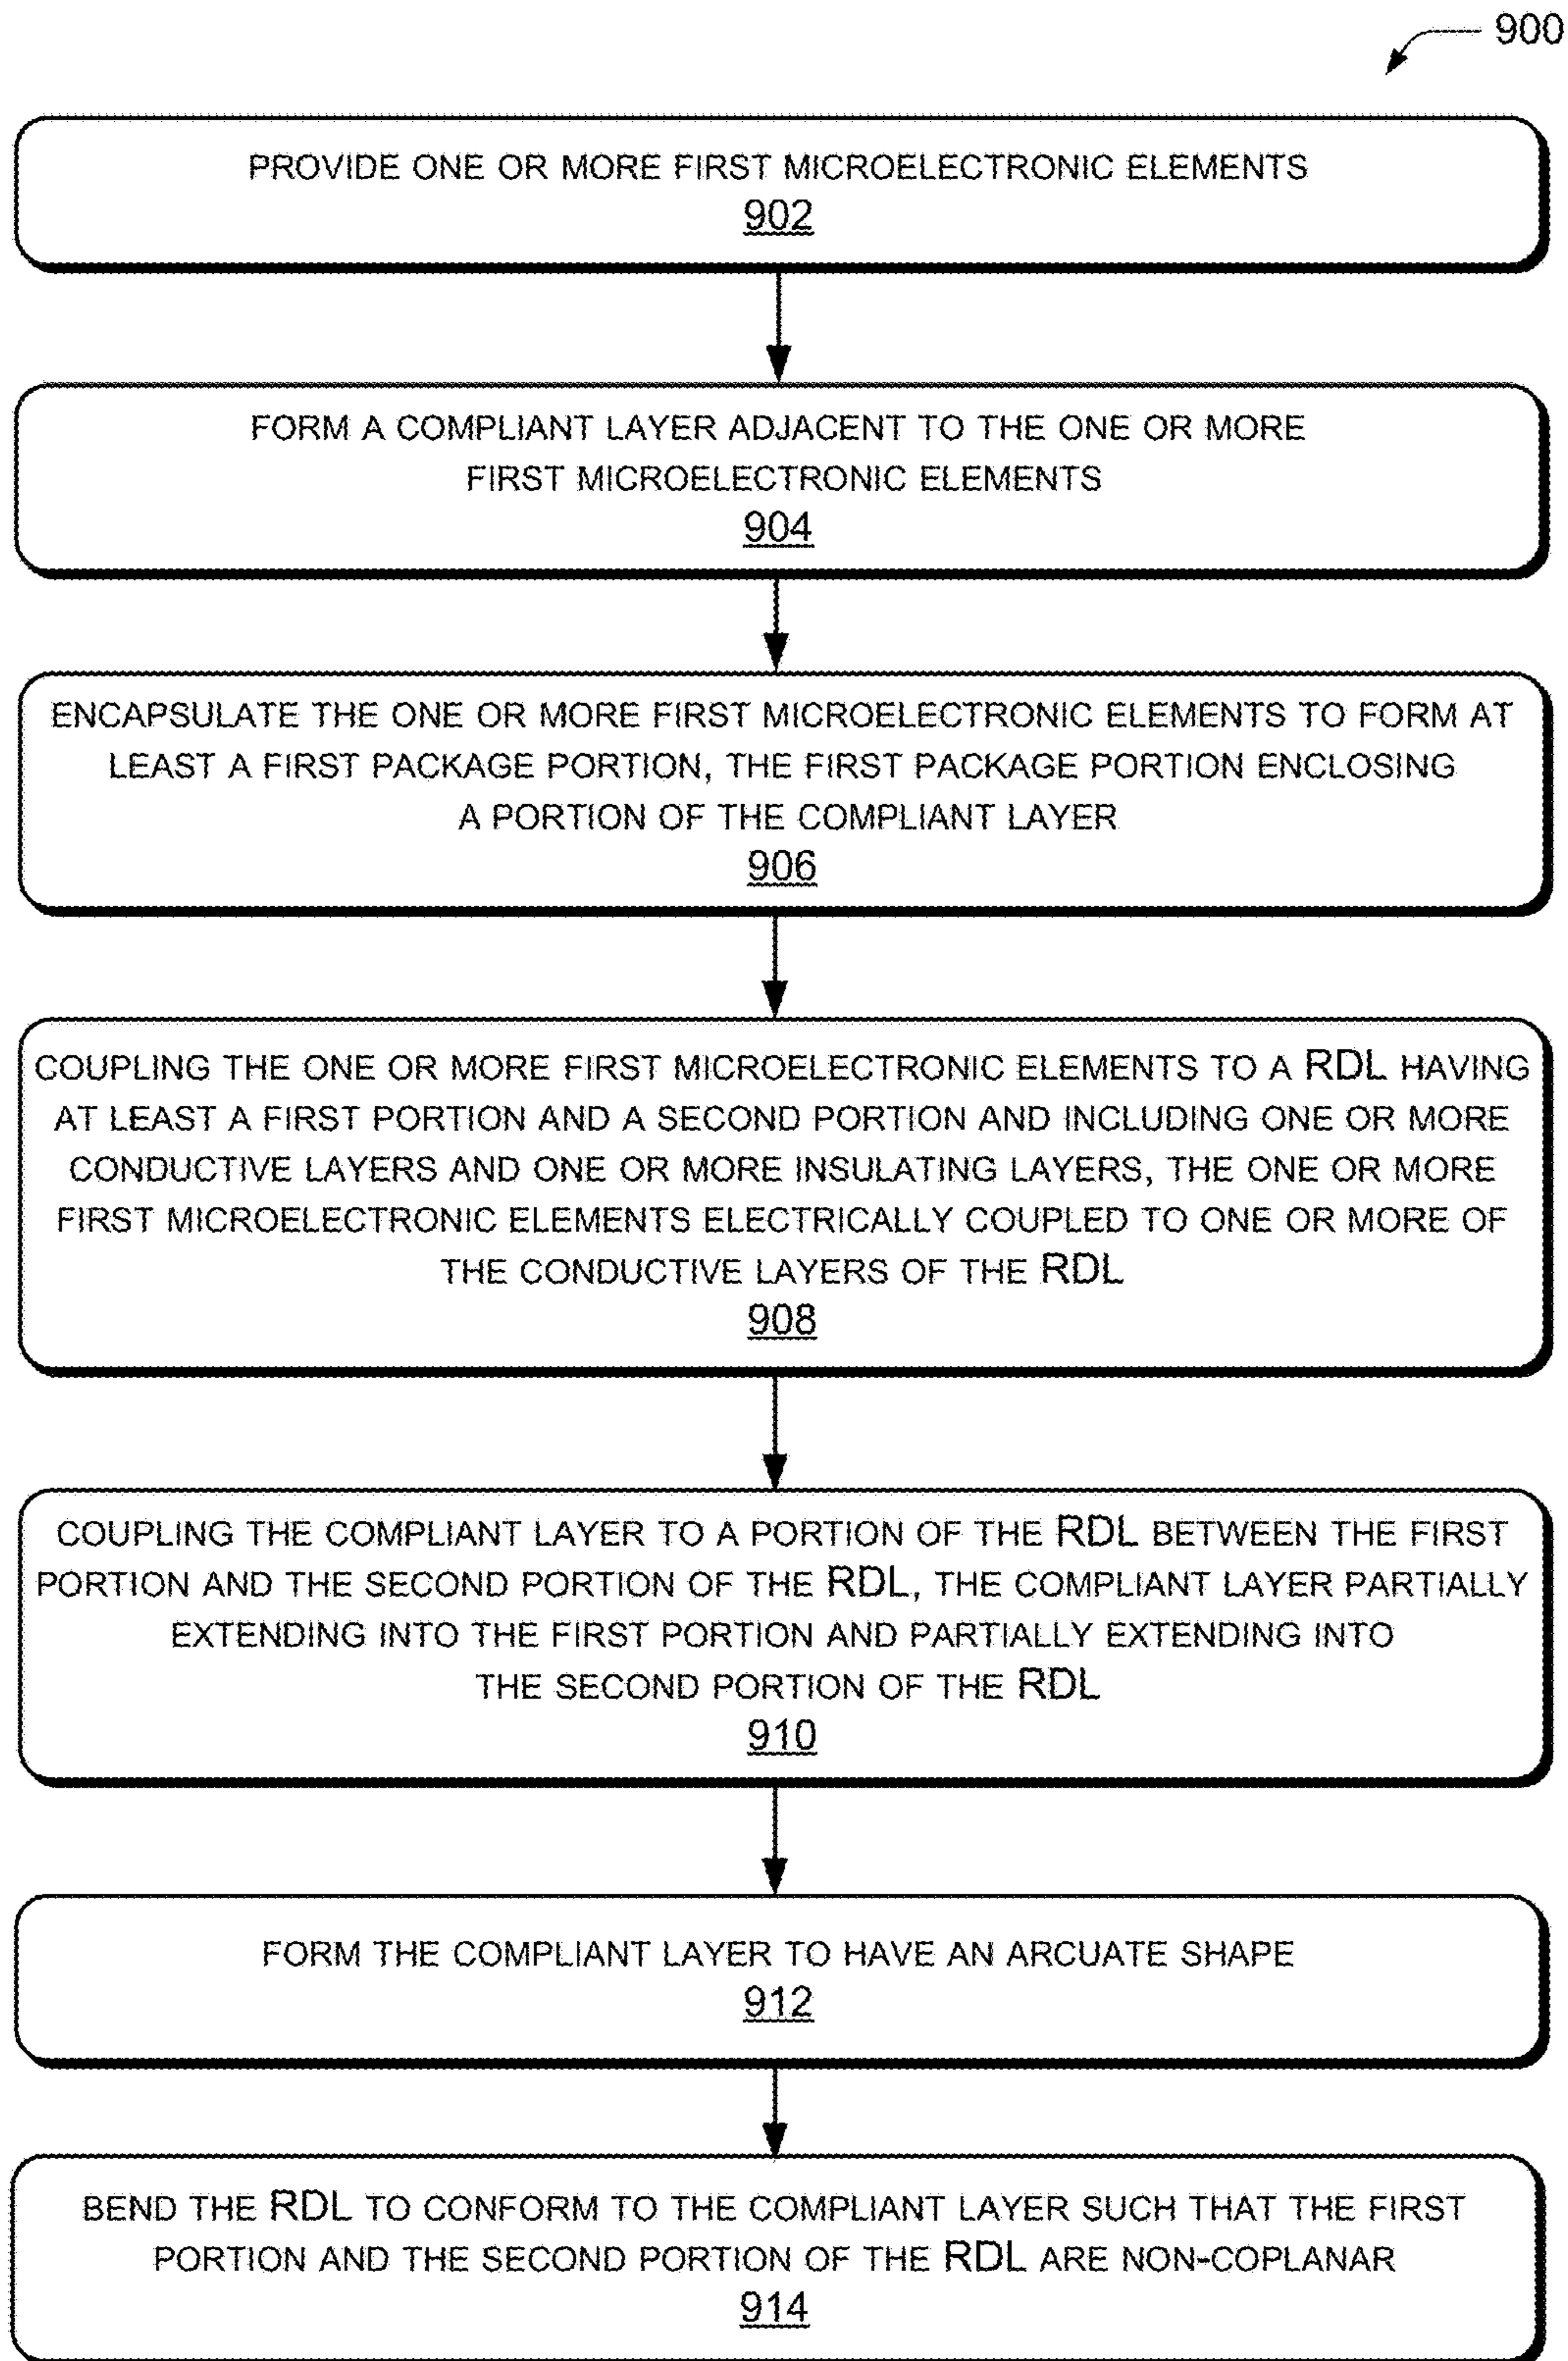 900
PROVIDE ONE OR MORE FIRST MICROELECTRONIC ELEMENTS
902
FORM A COMPLIANT LAYER ADJACENT TO THE ONE OR MORE
FIRST MICROELECTRONIC ELEMENTS
904
ENCAPSULATE THE ONE OR MORE FIRST MICROELECTRONIC ELEMENTS TO FORM AT
LEAST A FIRST PACKAGE PORTION, THE FIRST PACKAGE PORTION ENCLOSING
A PORTION OF THE COMPLIANT LAYER
906
COUPLING THE ONE OR MORE FIRST MICROELECTRONIC ELEMENTS TO A RDL HAVING
AT LEAST A FIRST PORTION AND A SECOND PORTION AND INCLUDING ONE OR MORE
CONDUCTIVE LAYERS AND ONE OR MORE INSULATING LAYERS, THE ONE OR MORE
FIRST MICROELECTRONIC ELEMENTS ELECTRICALLY COUPLED TO ONE OR MORE OF
THE CONDUCTIVE LAYERS OF THE RDL
908
COUPLING THE COMPLIANT LAYER TO A PORTION OF THE RDL BETWEEN THE FIRST
PORTION AND THE SECOND PORTION OF THE RDL, THE COMPLIANT LAYER PARTIALLY
EXTENDING INTO THE FIRST PORTION AND PARTIALLY EXTENDING INTO
THE SECOND PORTION OF THE RDL
910
FORM THE COMPLIANT LAYER TO HAVE AN ARCUATE SHAPE
912
BEND THE RDL TO CONFORM TO THE COMPLIANT LAYER SUCH THAT THE FIRST
PORTION AND THE SECOND PORTION OF THE RDL ARE NON-COPLANAR
914